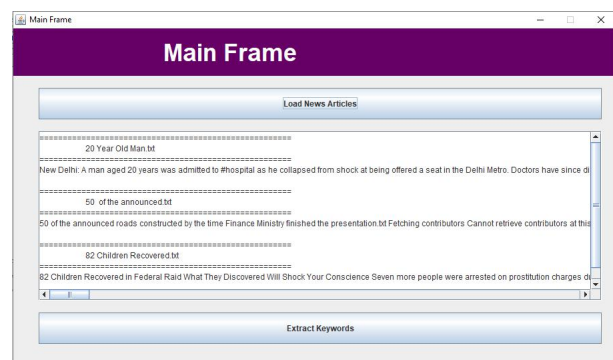 Main Frame
Main Frame
Load News Articles
======================================================
20 Year Old Man.txt
======================================================
New Delhi: A man aged 20 years was admitted to #hospital as he collapsed from shock at being offered a seat in the Delhi Metro. Doctors have since di
======================================================
50 of the announced.txt
======================================================
50 of the announced roads constructed by the time Finance Ministry finished the presentation.txt Fetching contributors Cannot retrieve contributors at this
======================================================
82 Children Recovered.txt
======================================================
82 Children Recovered in Federal Raid What They Discovered Will Shock Your Conscience Seven more people were arrested on prostitution charges du
Extract Keywords